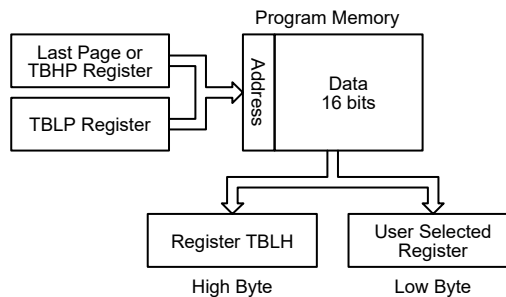 Program Memory
Last Page or
TBHP Register
TBLP Register
Address
Data
16 bits
Register TBLH
User Selected
Register
High Byte
Low Byte